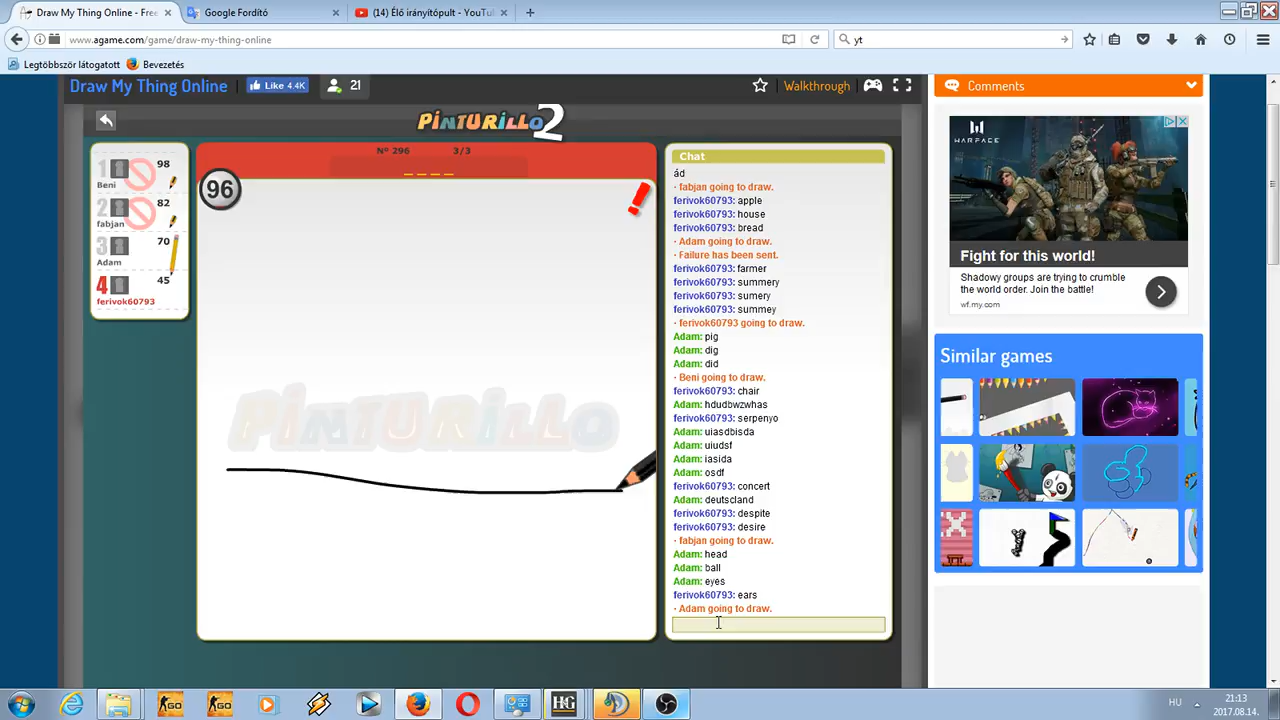 Draw My Thing Online - Free
Google Fordító
(14) Élő irányítópult - YouTu
www.agame.com/game/draw-my-thing-online
yt
Legtöbbször látogatott
Bevezetés
Draw My Thing Online
Like 4.4K
21
Walkthrough
Comments
PINTURILLO 2
Nº 296 3/3
_ _ _ _
96
1 98
Beni
2 82
fabjan
3 70
Adam
4 45
ferivok60793
PINTURILLO
Chat
ád
· fabjan going to draw.
ferivok60793: apple
ferivok60793: house
ferivok60793: bread
· Adam going to draw.
· Failure has been sent.
ferivok60793: farmer
ferivok60793: summery
ferivok60793: sumery
ferivok60793: summey
· ferivok60793 going to draw.
Adam: pig
Adam: dig
Adam: did
· Beni going to draw.
ferivok60793: chair
Adam: hdudbwzwhas
ferivok60793: serpenyo
Adam: uiasdbisda
Adam: uiudsf
Adam: iasida
Adam: osdf
ferivok60793: concert
Adam: deutscland
ferivok60793: despite
ferivok60793: desire
· fabjan going to draw.
Adam: head
Adam: ball
Adam: eyes
ferivok60793: ears
· Adam going to draw.
WARFACE
Fight for this world!
Shadowy groups are trying to crumble
the world order. Join the battle!
wf.my.com
Similar games
HU
21:13
2017.08.14.